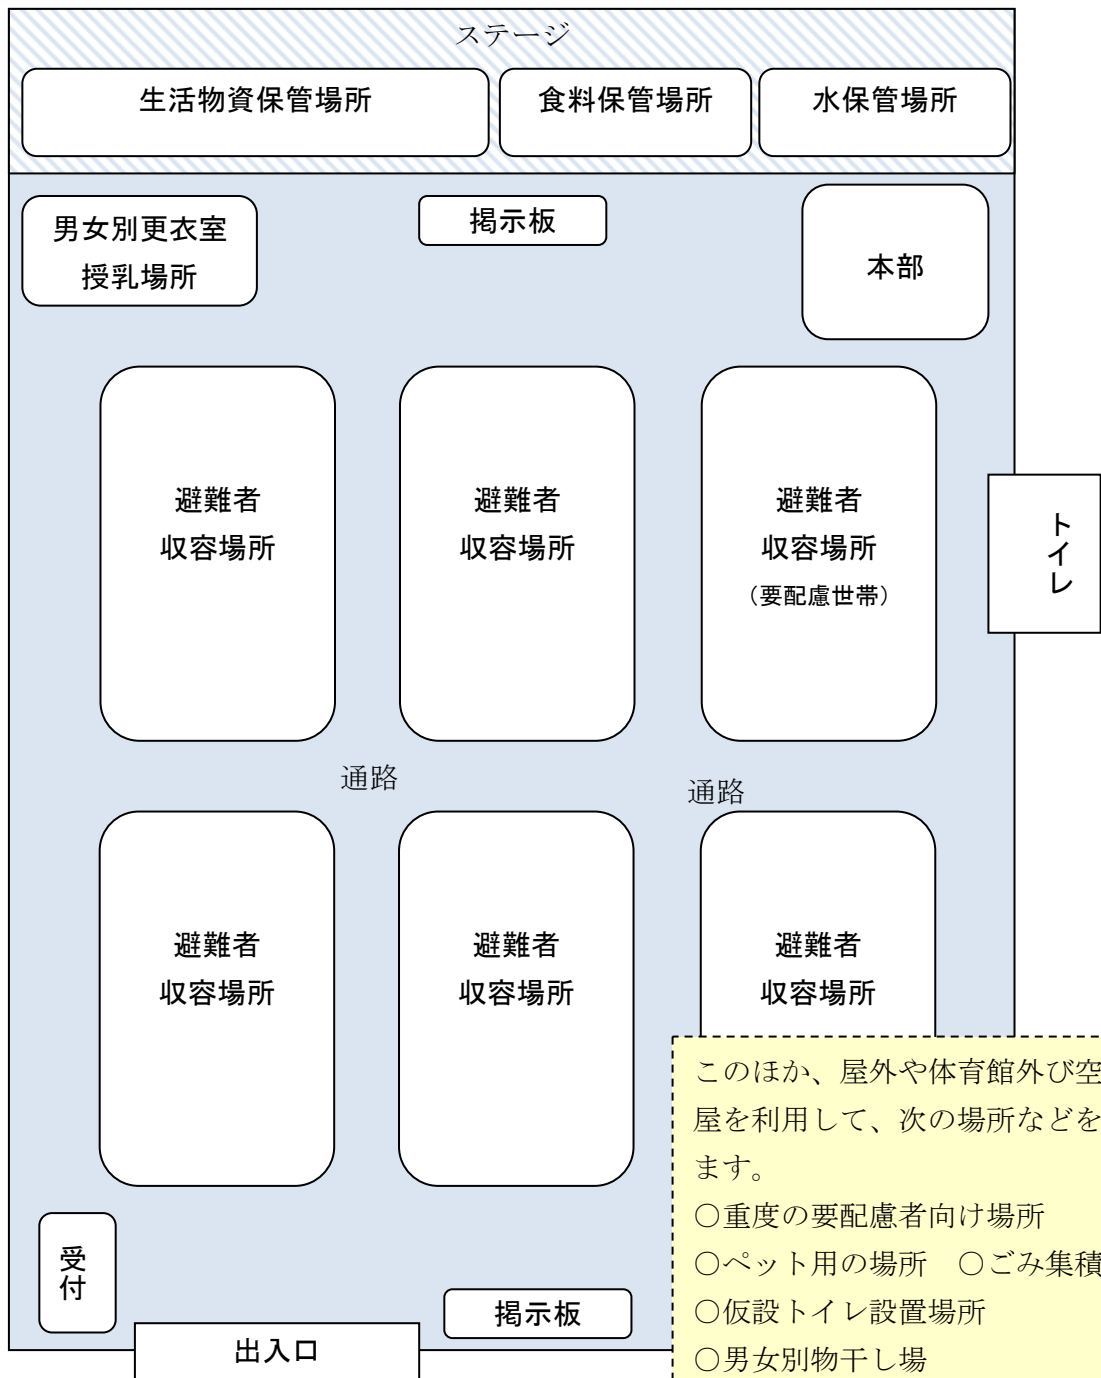 ステージ
生活物資保管場所
食料保管場所
水保管場所
男女別更衣室
授乳場所
掲示板
本部
避難者
収容場所
避難者
収容場所
避難者
収容場所
（要配慮世帯）
トイレ
通路
通路
避難者
収容場所
避難者
収容場所
避難者
収容場所
このほか、屋外や体育館外び空
屋を利用して、次の場所などを
ます。
○重度の要配慮者向け場所
○ペット用の場所　○ごみ集積
○仮設トイレ設置場所
○男女別物干し場
受付
掲示板
出入口